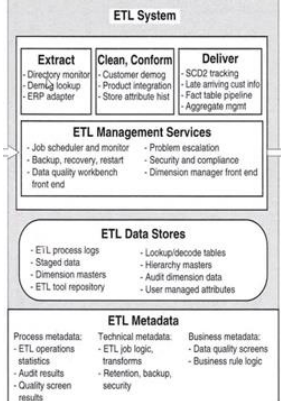 ETL System
Extract
- Directory monitor
- Demog lookup
- ERP adapter
Clean, Conform
- Customer demog
- Product integration
- Store attribute hist
Deliver
- SCD2 tracking
- Late arriving cust info
- Fact table pipeline
- Aggregate mgmt
ETL Management Services
- Job scheduler and monitor
- Backup, recovery, restart
- Data quality workbench
front end
- Problem escalation
- Security and compliance
- Dimension manager front end
ETL Data Stores
- ETL process logs
- Staged data
- Dimension masters
- ETL tool repository
- Lookup/decode tables
- Hierarchy masters
- Audit dimension data
- User managed attributes
ETL Metadata
Process metadata:
- ETL operations
statistics
- Audit results
- Quality screen
results
Technical metadata:
- ETL job logic,
transforms
- Retention, backup,
security
Business metadata:
- Data quality screens
- Business rule logic